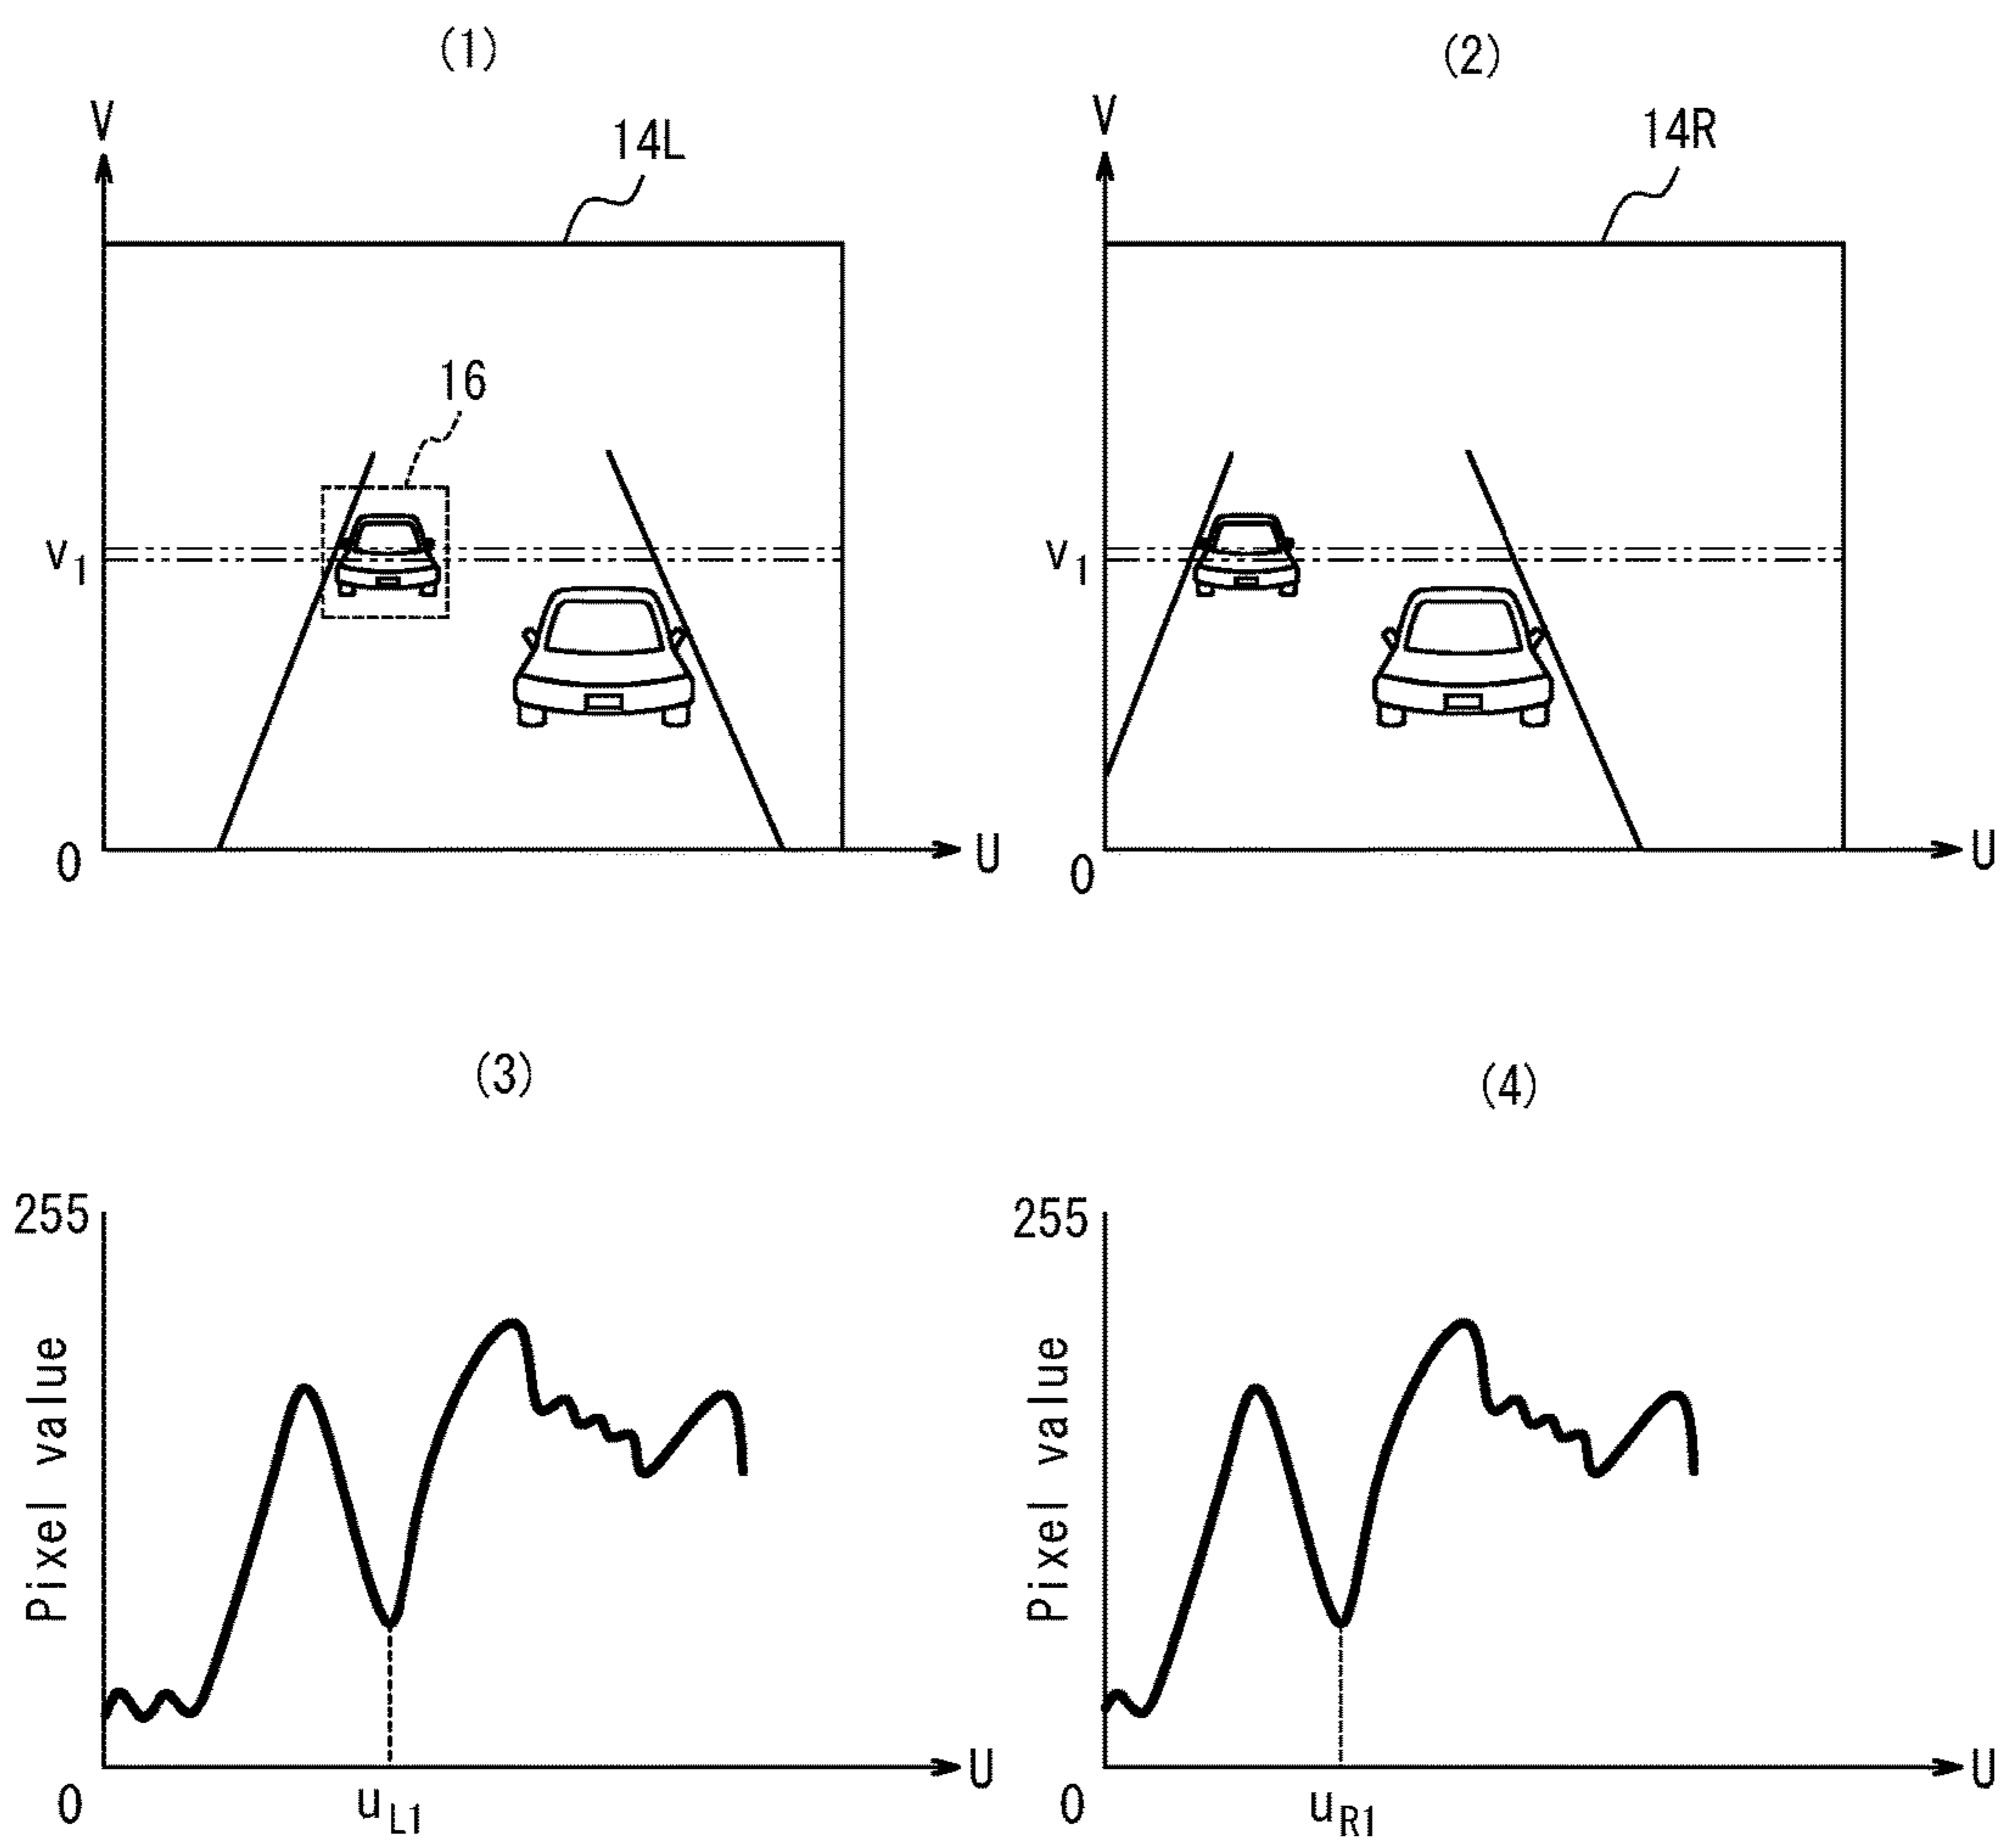 (1)
V
14L
16
v1
0
U
(2)
V
14R
v1
0
U
(3)
255
Pixel value
0
uL1
U
(4)
255
Pixel value
0
uR1
U